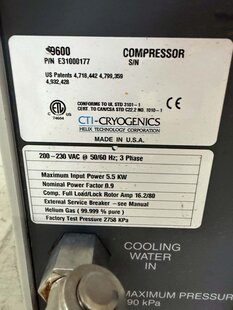 9600 COMPRESSOR
P/N E31000177 S/N
US Patents 4,718,442 4,799,359
4,932,428
CONFORMS TO UL STD 3101-1
CERT. TO CAN/CSA STD C22.2 NO. 1010-1
CTI-CRYOGENICS
HELIX TECHNOLOGY CORPORATION
MADE IN U.S.A.
200-230 VAC @ 50/60 Hz; 3 Phase
Maximum Input Power 5.5 KW
Nominal Power Factor 0.9
Comp. Full Load/Lock Rotor Amp 16.2/80
External Service Breaker -see Manual
Helium Gas (99.999 % pure)
Factory Test Pressure 2758 KPa
COOLING
WATER
IN
MAXIMUM PRESSURE
90 kPa